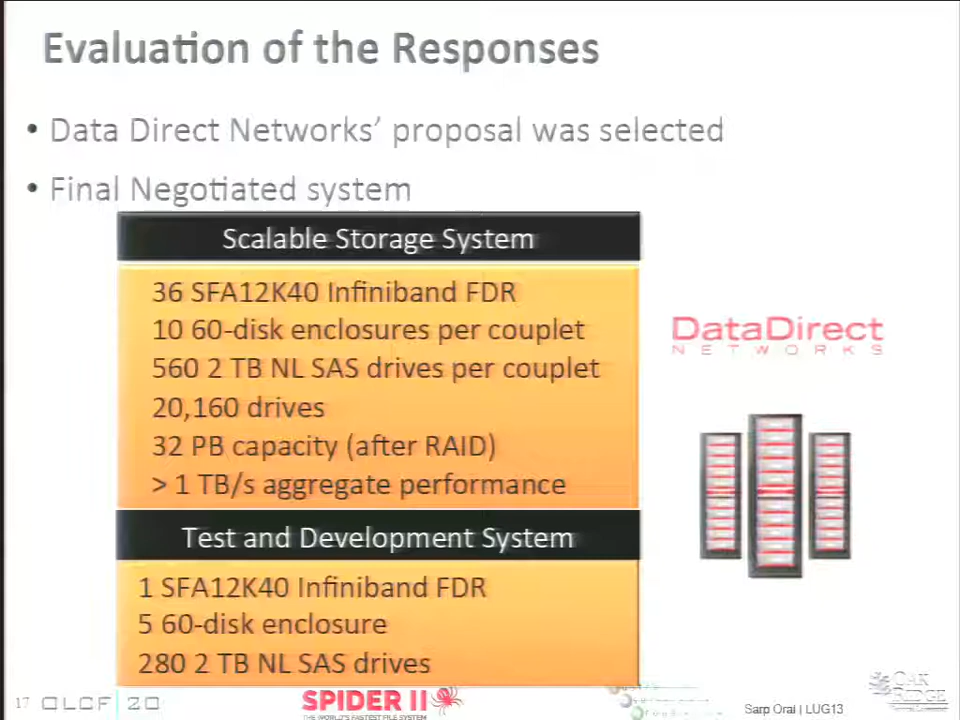 Evaluation of the Responses
• Data Direct Networks’ proposal was selected
• Final Negotiated system
Scalable Storage System
36 SFA12K40 Infiniband FDR
10 60-disk enclosures per couplet
560 2 TB NL SAS drives per couplet
20,160 drives
32 PB capacity (after RAID)
> 1 TB/s aggregate performance
DataDirect
NETWORKS
Test and Development System
1 SFA12K40 Infiniband FDR
5 60-disk enclosure
280 2 TB NL SAS drives
17 OLCF | 20
SPIDER II
THE WORLD'S FASTEST FILE SYSTEM
Sarp Oral | LUG13
OAK
RIDGE